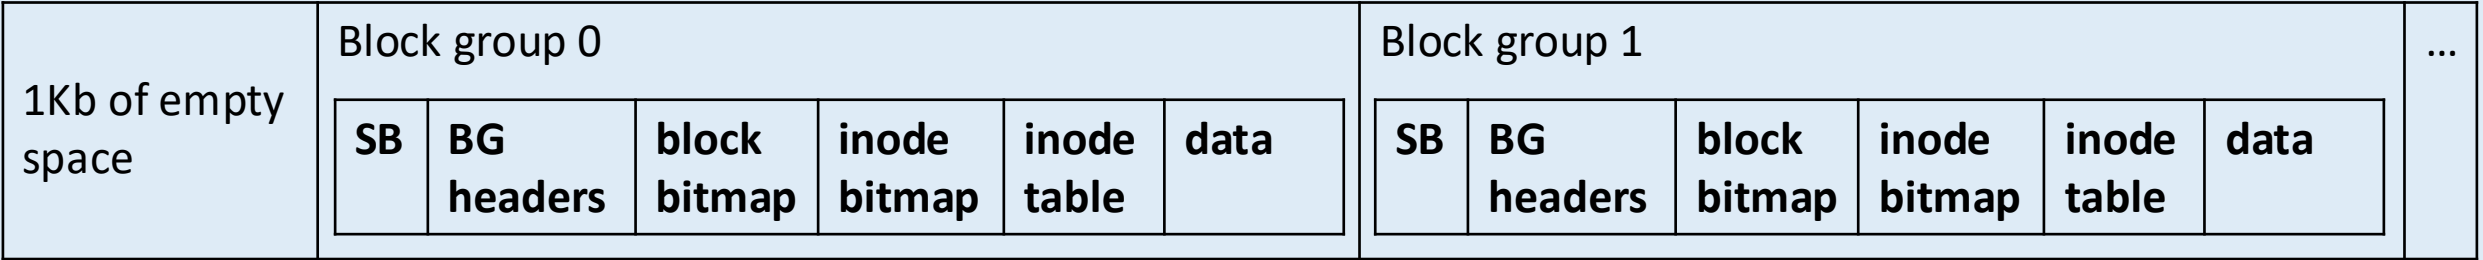 1Kb of empty
space
Block group 0
SB BG block inode inode data
headers bitmap bitmap table
Block group 1
SB BG block inode inode data
headers bitmap bitmap table
...